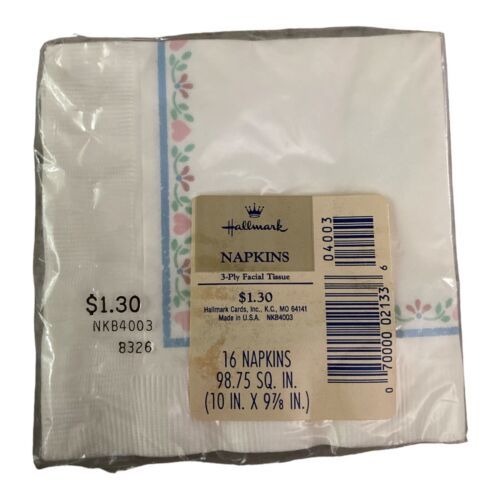 Hallmark
NAPKINS
3-Ply Facial Tissue
$1.30
Hallmark Cards, Inc., K.C., MO 64141
Made in U.S.A. NKB4003
16 NAPKINS
98.75 SQ. IN.
(10 IN. X 9⅞ IN.)
04003
0 70000 02133 6
$1.30
NKB4003
8326